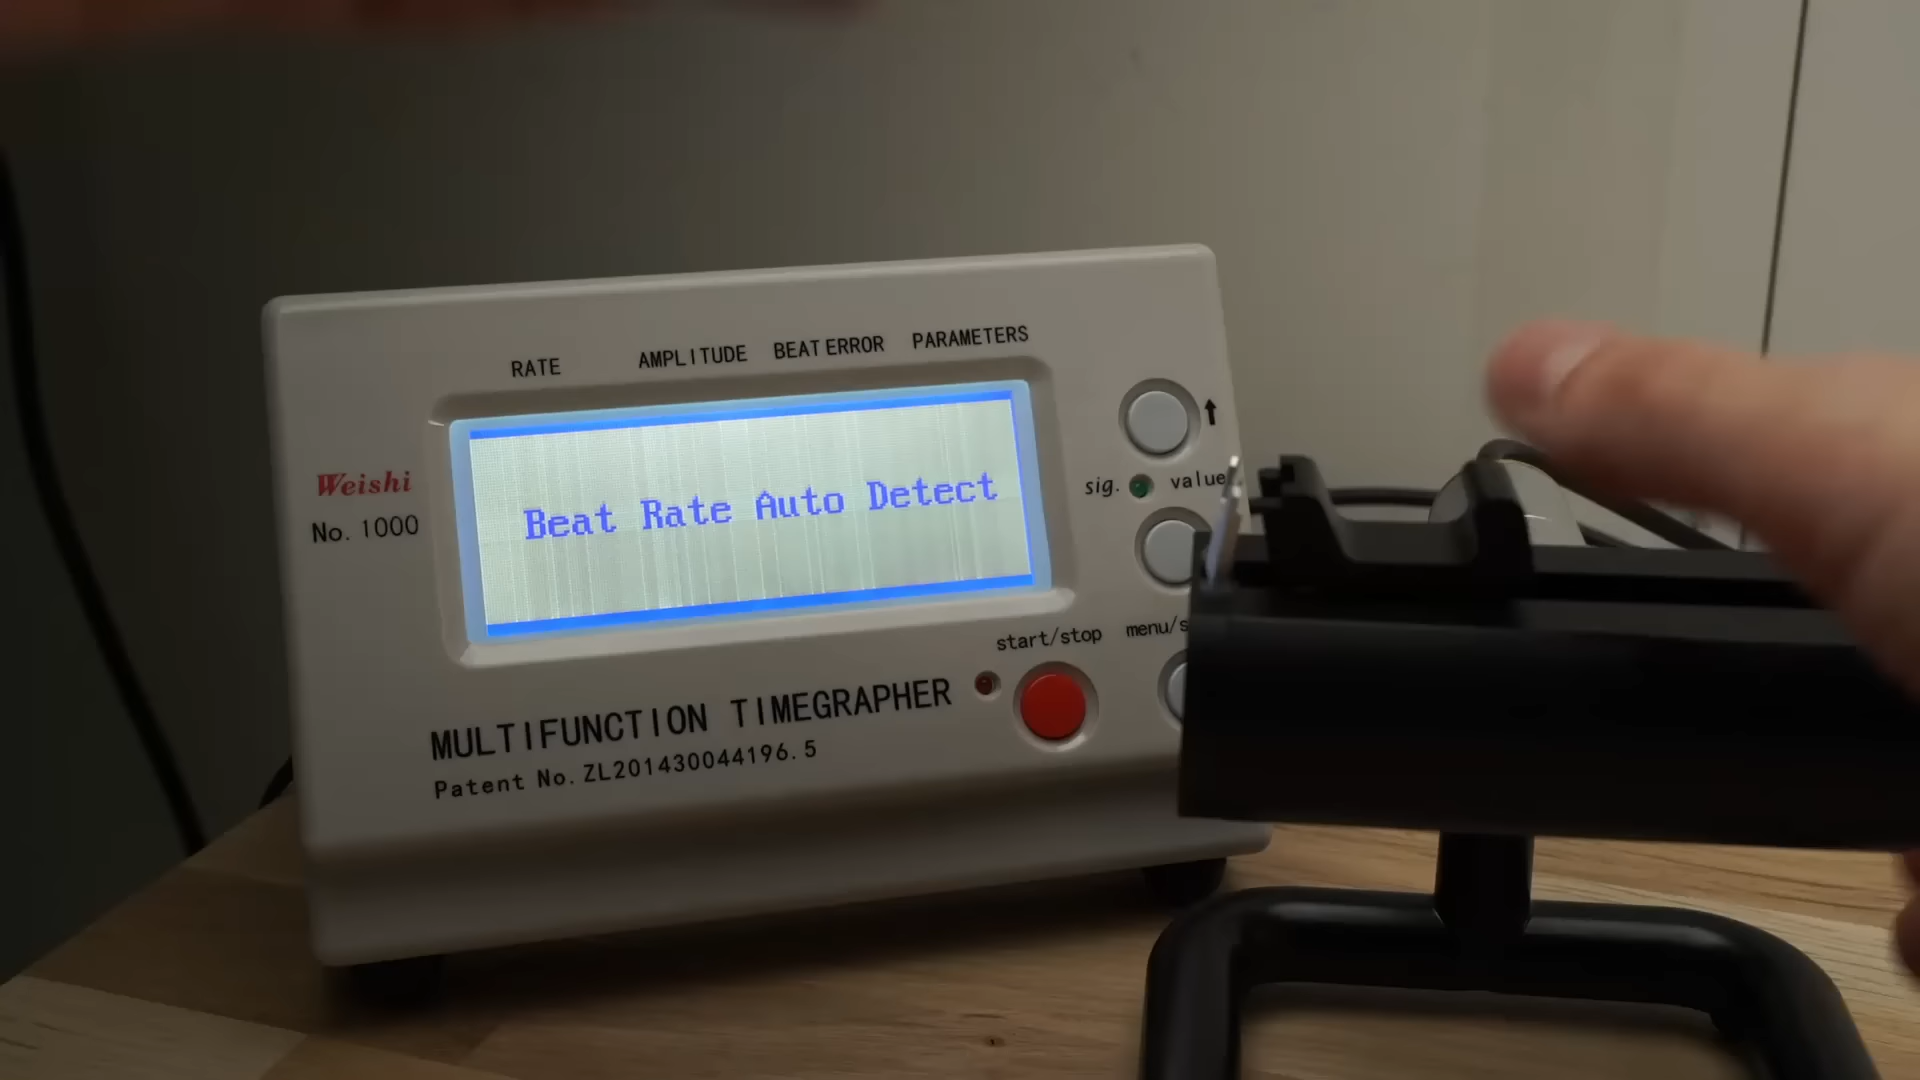 RATE AMPLITUDE BEAT ERROR PARAMETERS
Weishi
No. 1000
Beat Rate Auto Detect
sig. value
start/stop
MULTIFUNCTION TIMEGRAPHER
Patent No. ZL201430044196.5